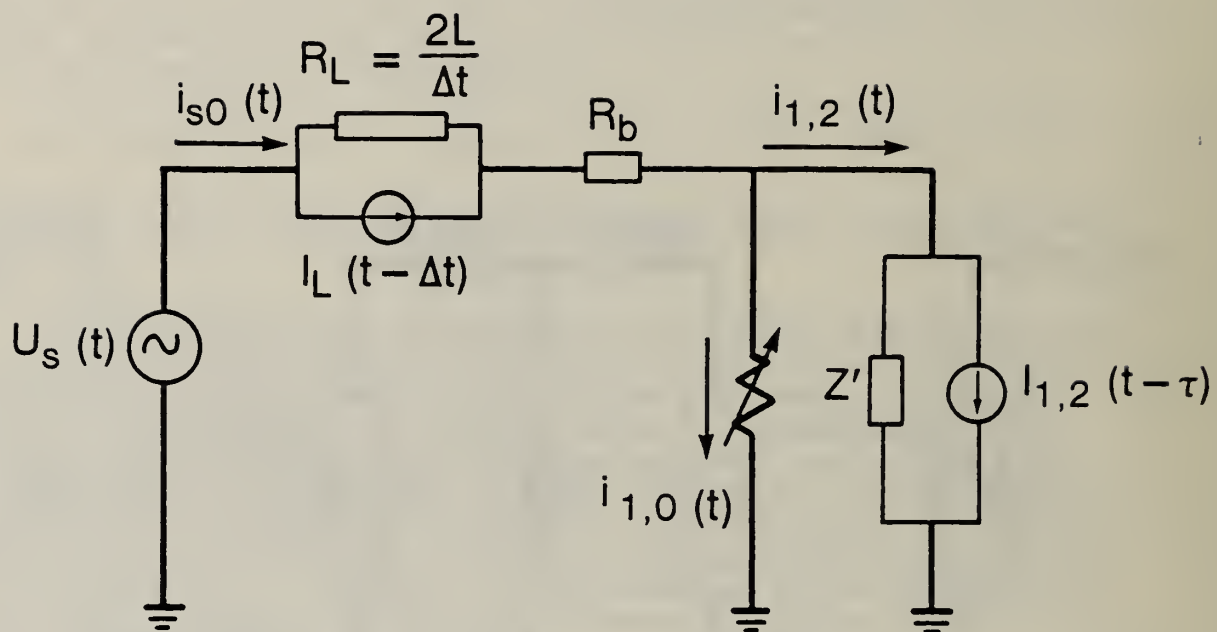 R_L = 2L/Δt
i_s0 (t)
R_b
i_1,2 (t)
I_L (t – Δt)
U_s (t)
Z'
I_1,2 (t – τ)
i_1,0 (t)